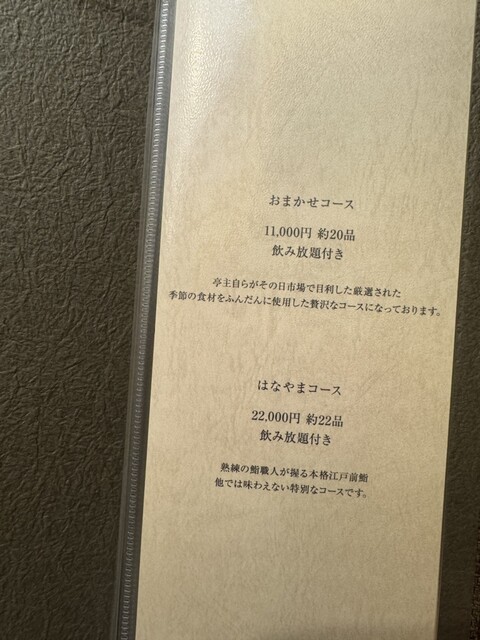 おまかせコース
11,000円 約20品
飲み放題付き
亭主自らがその日市場で目利した厳選された
季節の食材をふんだんに使用した贅沢なコースになっております。
はなやまコース
22,000円 約22品
飲み放題付き
熟練の鮨職人が握る本格江戸前鮨
他では味わえない特別なコースです。